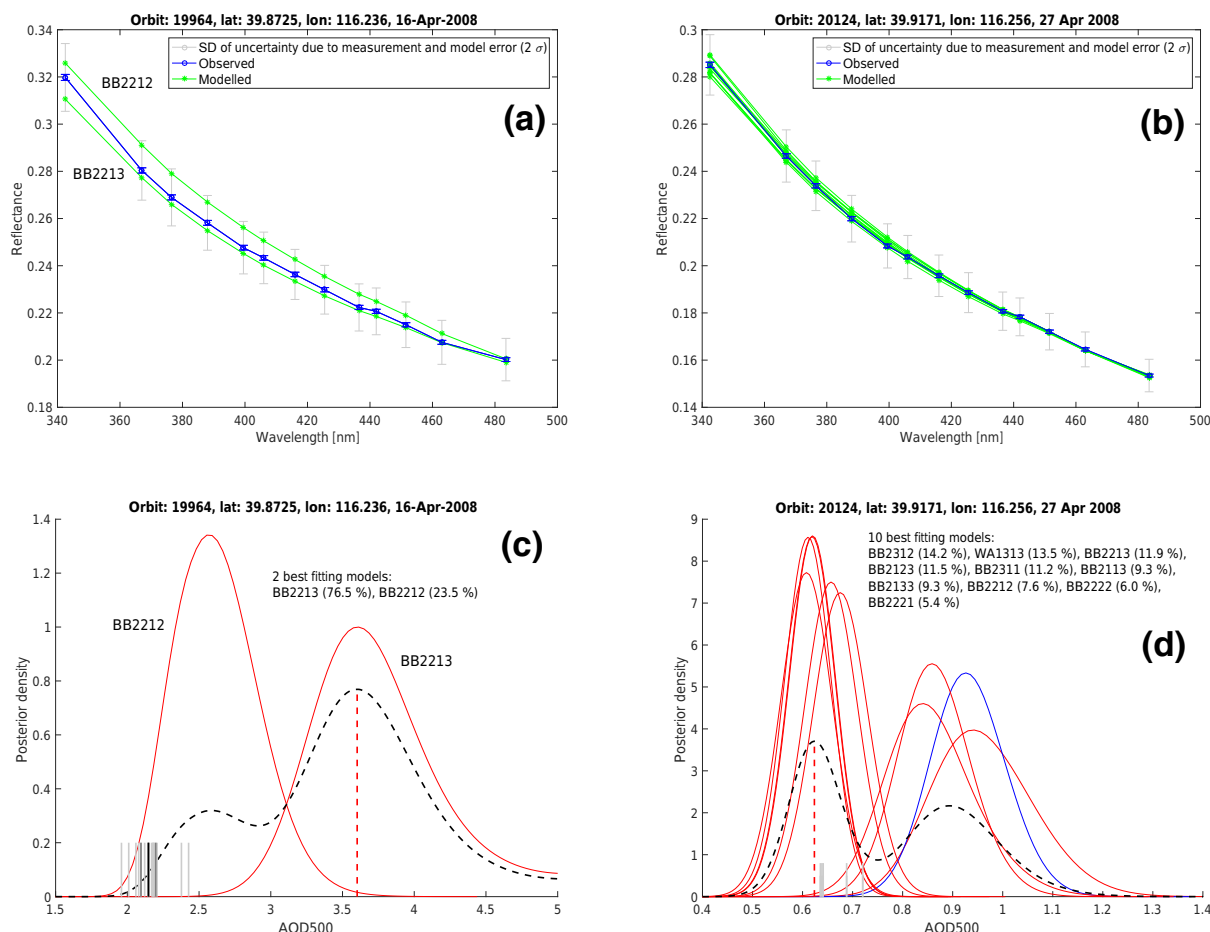 Orbit: 19964, lat: 39.8725, lon: 116.236, 16-Apr-2008
SD of uncertainty due to measurement and model error (2 σ)
Observed
Modelled
BB2212
BB2213
(a)
0.34
0.32
0.3
0.28
0.26
0.24
0.22
0.2
0.18
Reflectance
340 360 380 400 420 440 460 480 500
Wavelength [nm]
Orbit: 20124, lat: 39.9171, lon: 116.256, 27 Apr 2008
SD of uncertainty due to measurement and model error (2 σ)
Observed
Modelled
(b)
0.3
0.28
0.26
0.24
0.22
0.2
0.18
0.16
0.14
Reflectance
340 360 380 400 420 440 460 480 500
Wavelength [nm]
Orbit: 19964, lat: 39.8725, lon: 116.236, 16-Apr-2008
(c)
2 best fitting models:
BB2213 (76.5 %), BB2212 (23.5 %)
BB2212
BB2213
1.4
1.2
1
0.8
0.6
0.4
0.2
0
Posterior density
1.5 2 2.5 3 3.5 4 4.5 5
AOD500
Orbit: 20124, lat: 39.9171, lon: 116.256, 27 Apr 2008
10 best fitting models:
BB2312 (14.2 %), WA1313 (13.5 %), BB2213 (11.9 %),
BB2123 (11.5 %), BB2311 (11.2 %), BB2113 (9.3 %),
BB2133 (9.3 %), BB2212 (7.6 %), BB2222 (6.0 %),
BB2221 (5.4 %)
(d)
9
8
7
6
5
4
3
2
1
0
Posterior density
0.4 0.5 0.6 0.7 0.8 0.9 1 1.1 1.2 1.3 1.4
AOD500